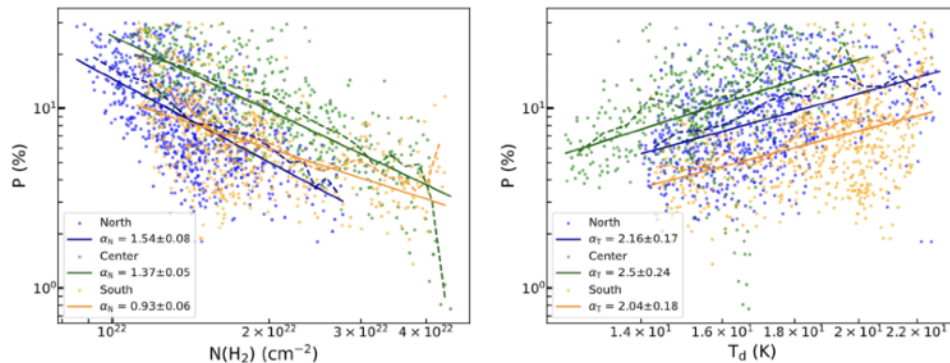 P (%)
10¹
10⁰
North
α_N = 1.54±0.08
Center
α_N = 1.37±0.05
South
α_N = 0.93±0.06
10²² 2 × 10²² 3 × 10²² 4 × 10²²
N(H₂) (cm⁻²)
P (%)
10¹
10⁰
North
α_T = 2.16±0.17
Center
α_T = 2.5±0.24
South
α_T = 2.04±0.18
1.4 × 10¹ 1.6 × 10¹ 1.8 × 10¹ 2 × 10¹ 2.2 × 10¹
T_d (K)